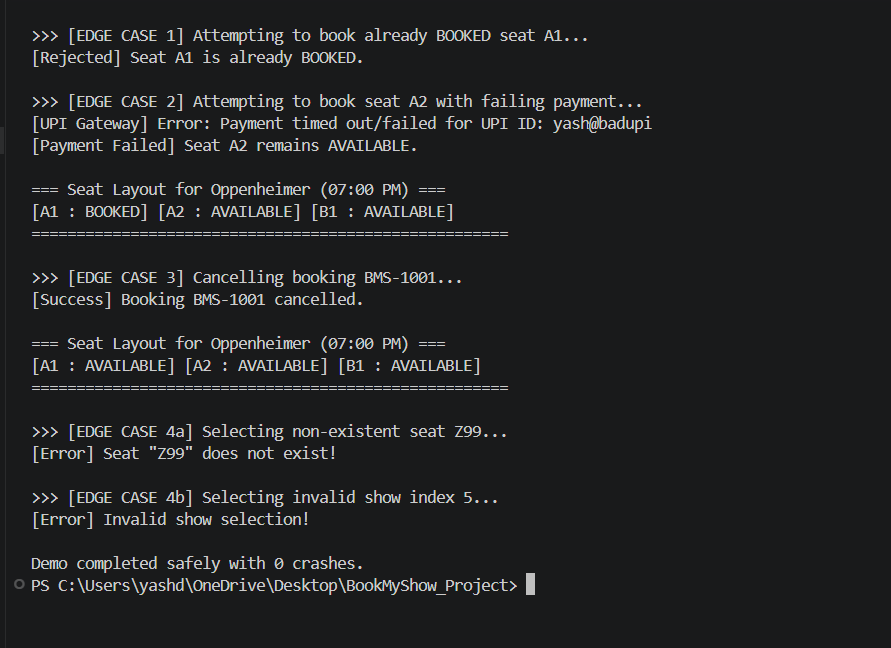 >>> [EDGE CASE 1] Attempting to book already BOOKED seat A1...
[Rejected] Seat A1 is already BOOKED.
>>> [EDGE CASE 2] Attempting to book seat A2 with failing payment...
[UPI Gateway] Error: Payment timed out/failed for UPI ID: yash@badupi
[Payment Failed] Seat A2 remains AVAILABLE.
=== Seat Layout for Oppenheimer (07:00 PM) ===
[A1 : BOOKED] [A2 : AVAILABLE] [B1 : AVAILABLE]
=====================================================
>>> [EDGE CASE 3] Cancelling booking BMS-1001...
[Success] Booking BMS-1001 cancelled.
=== Seat Layout for Oppenheimer (07:00 PM) ===
[A1 : AVAILABLE] [A2 : AVAILABLE] [B1 : AVAILABLE]
=====================================================
>>> [EDGE CASE 4a] Selecting non-existent seat Z99...
[Error] Seat "Z99" does not exist!
>>> [EDGE CASE 4b] Selecting invalid show index 5...
[Error] Invalid show selection!
Demo completed safely with 0 crashes.
PS C:\Users\yashd\OneDrive\Desktop\BookMyShow_Project>